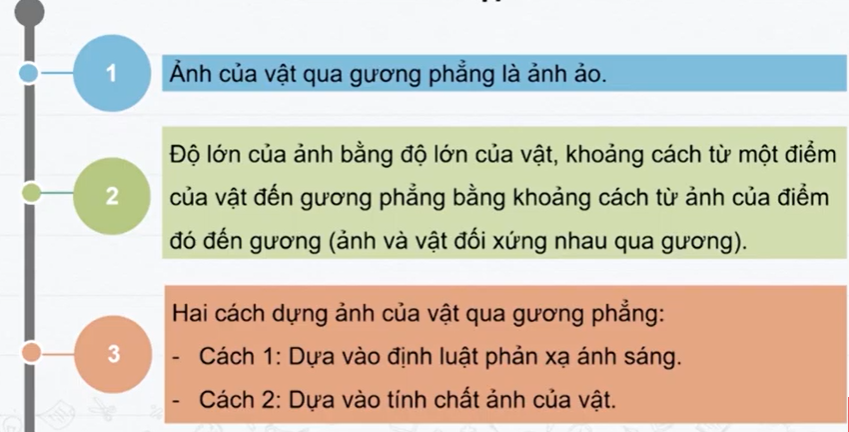 1
Ảnh của vật qua gương phẳng là ảnh ảo.
2
Độ lớn của ảnh bằng độ lớn của vật, khoảng cách từ một điểm
của vật đến gương phẳng bằng khoảng cách từ ảnh của điểm
đó đến gương (ảnh và vật đối xứng nhau qua gương).
3
Hai cách dựng ảnh của vật qua gương phẳng:
- Cách 1: Dựa vào định luật phản xạ ánh sáng.
- Cách 2: Dựa vào tính chất ảnh của vật.